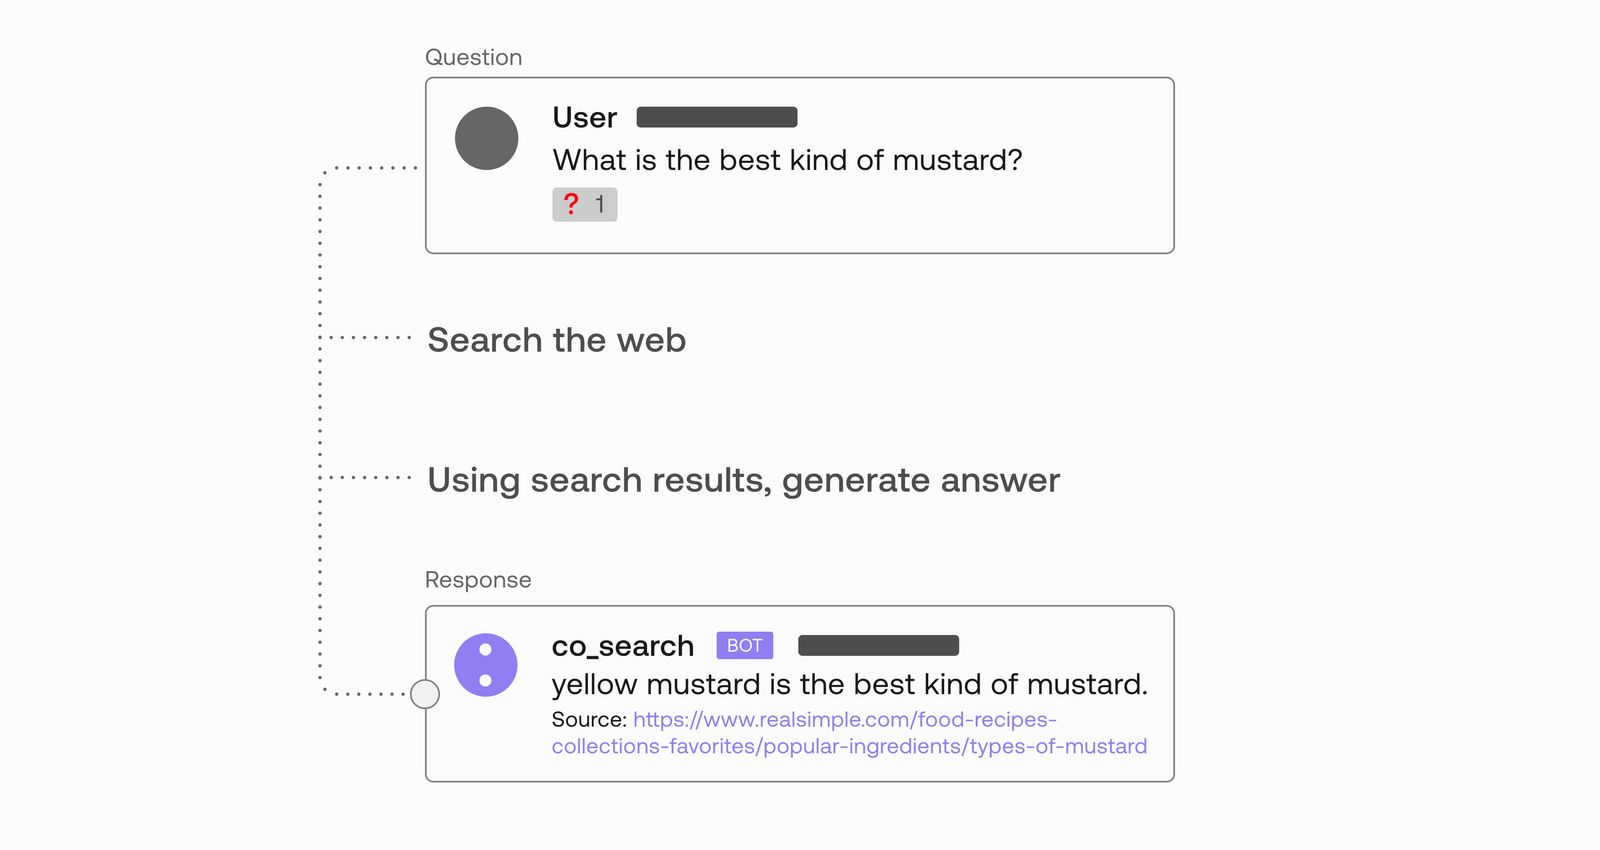 Question
User
What is the best kind of mustard?
? 1
Search the web
Using search results, generate answer
Response
co_search BOT
yellow mustard is the best kind of mustard.
Source: https://www.realsimple.com/food-recipes-
collections-favorites/popular-ingredients/types-of-mustard